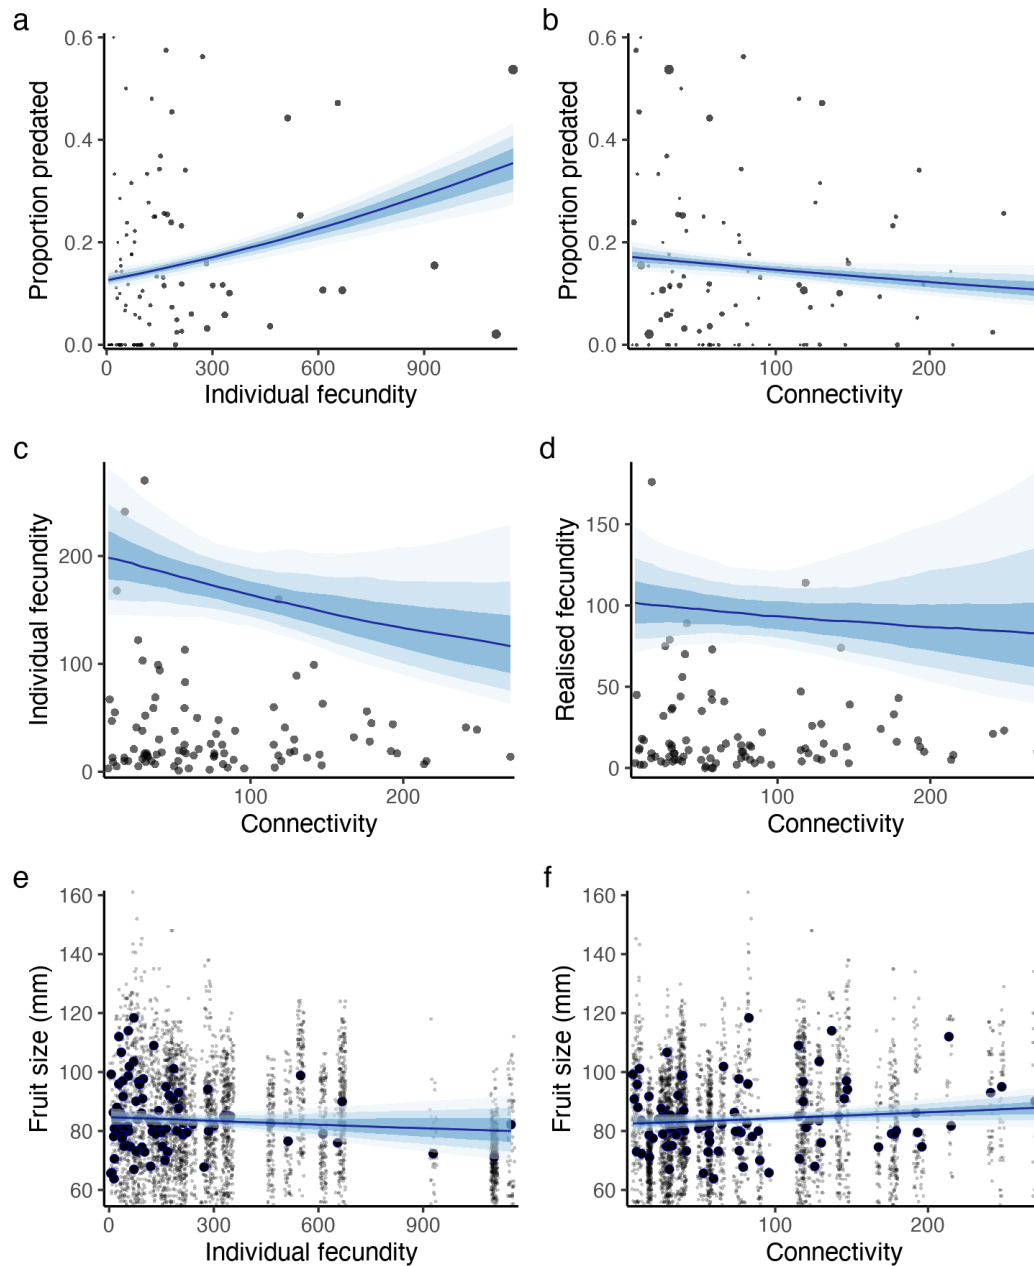 a
b
0.6
0.4
0.2
0.0
Proportion predated
0
300
600
900
Individual fecundity
0.6
0.4
0.2
0.0
Proportion predated
100
200
Connectivity
c
d
200
100
0
Individual fecundity
100
200
Connectivity
150
100
50
0
Realised fecundity
100
200
Connectivity
e
f
160
140
120
100
80
60
Fruit size (mm)
0
300
600
900
Individual fecundity
160
140
120
100
80
60
Fruit size (mm)
100
200
Connectivity